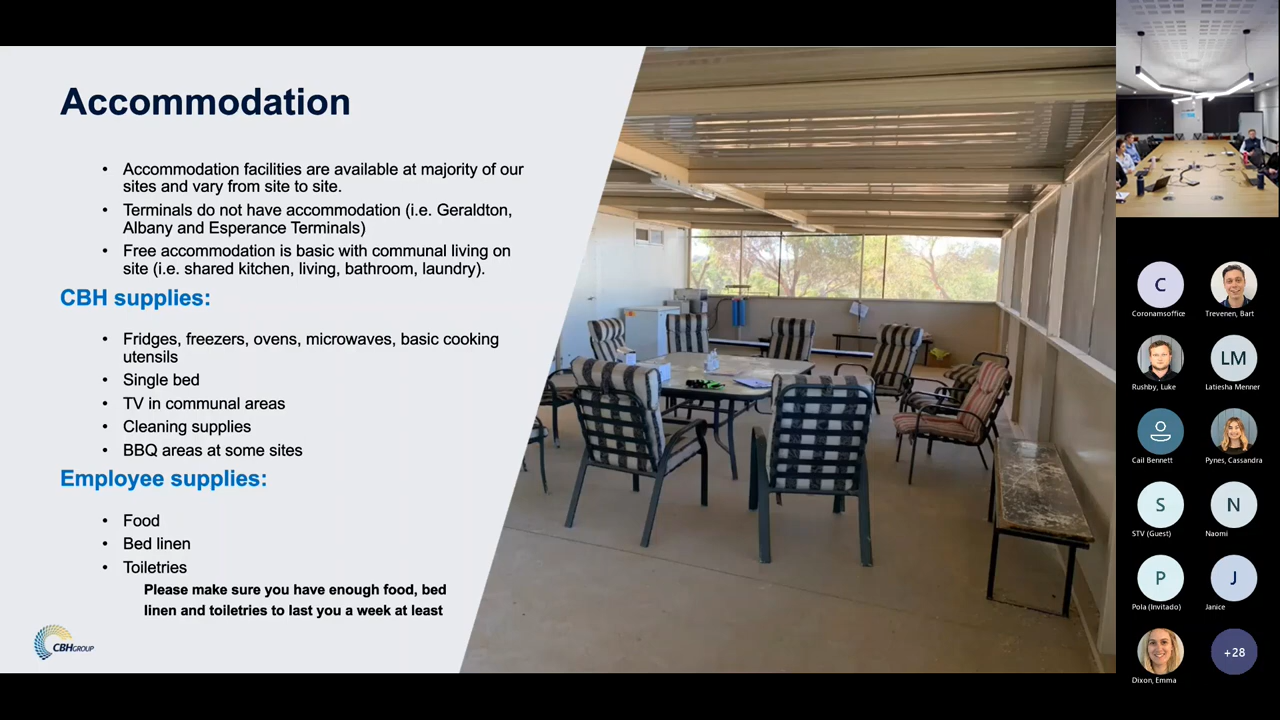 Accommodation
• Accommodation facilities are available at majority of our
sites and vary from site to site.
• Terminals do not have accommodation (i.e. Geraldton,
Albany and Esperance Terminals)
• Free accommodation is basic with communal living on
site (i.e. shared kitchen, living, bathroom, laundry).
CBH supplies:
• Fridges, freezers, ovens, microwaves, basic cooking
utensils
• Single bed
• TV in communal areas
• Cleaning supplies
• BBQ areas at some sites
Employee supplies:
• Food
• Bed linen
• Toiletries
Please make sure you have enough food, bed
linen and toiletries to last you a week at least
CBH GROUP
C
Coronamsoffice
Trevenen, Bart
Rushby, Luke
LM
Latiesha Menner
Cail Bennett
Pynes, Cassandra
S
STV (Guest)
N
Naomi
P
Pola (Invitado)
J
Janice
Dixon, Emma
+28